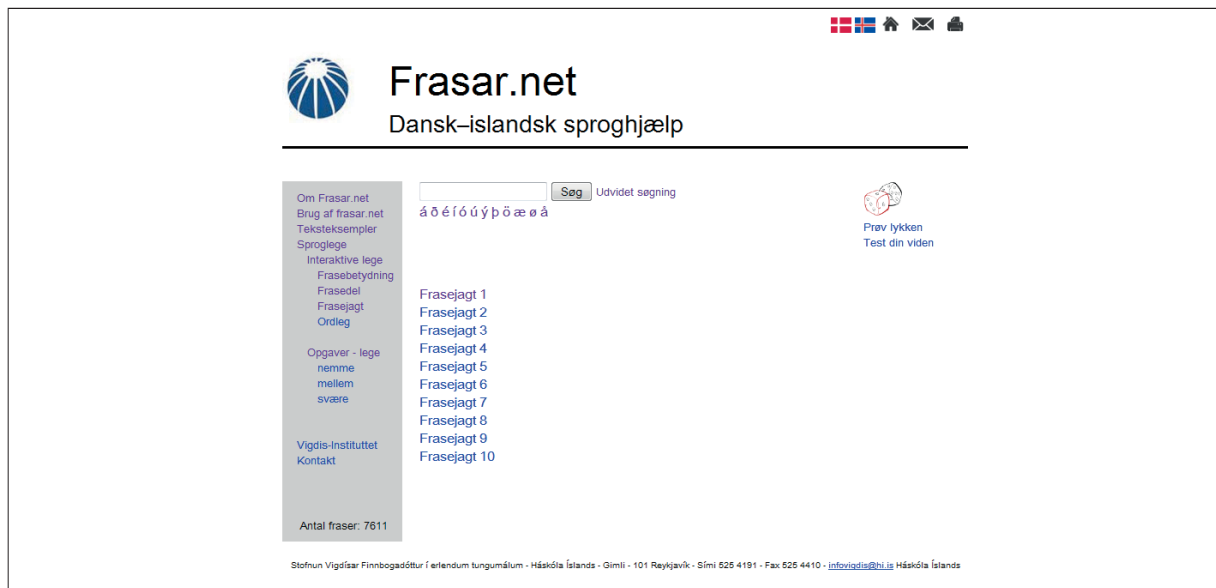 Frasar.net
Dansk–islandsk sproghjælp
Om Frasar.net
Brug af frasar.net
Teksteksempler
Sproglege
Interaktive lege
Frasebetydning
Frasedel
Frasejagt
Ordleg
Opgaver - lege
nemme
mellem
svære
Vigdis-Instituttet
Kontakt
Antal fraser: 7611
Søg Udvidet søgning
á ð é í ó ú ý þ ö æ ø å
Frasejagt 1
Frasejagt 2
Frasejagt 3
Frasejagt 4
Frasejagt 5
Frasejagt 6
Frasejagt 7
Frasejagt 8
Frasejagt 9
Frasejagt 10
Prøv lykken
Test din viden
Stofnun Vigdísar Finnbogadóttur í erlendum tungumálum - Háskóla Íslands - Gimli - 101 Reykjavík - Sími 525 4191 - Fax 525 4410 - infovigdis@hi.is Háskóla Íslands